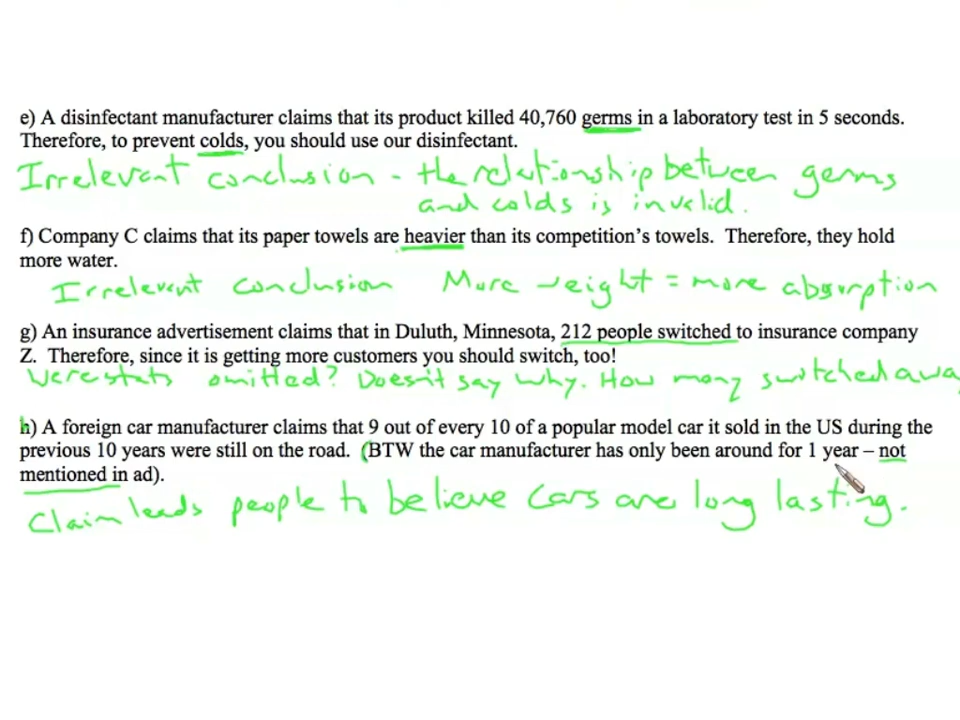 e) A disinfectant manufacturer claims that its product killed 40,760 germs in a laboratory test in 5 seconds.
Therefore, to prevent colds, you should use our disinfectant.
Irrelevant conclusion - the relationship between germs
and colds is invalid.
f) Company C claims that its paper towels are heavier than its competition's towels. Therefore, they hold
more water.
Irrelevent conclusion More weight = more absorption
g) An insurance advertisement claims that in Duluth, Minnesota, 212 people switched to insurance company
Z. Therefore, since it is getting more customers you should switch, too!
Were stats omitted? Doesn't say why. How many switched awa
h) A foreign car manufacturer claims that 9 out of every 10 of a popular model car it sold in the US during the
previous 10 years were still on the road. (BTW the car manufacturer has only been around for 1 year – not
mentioned in ad).
Claim leads people to believe cars are long lasting.